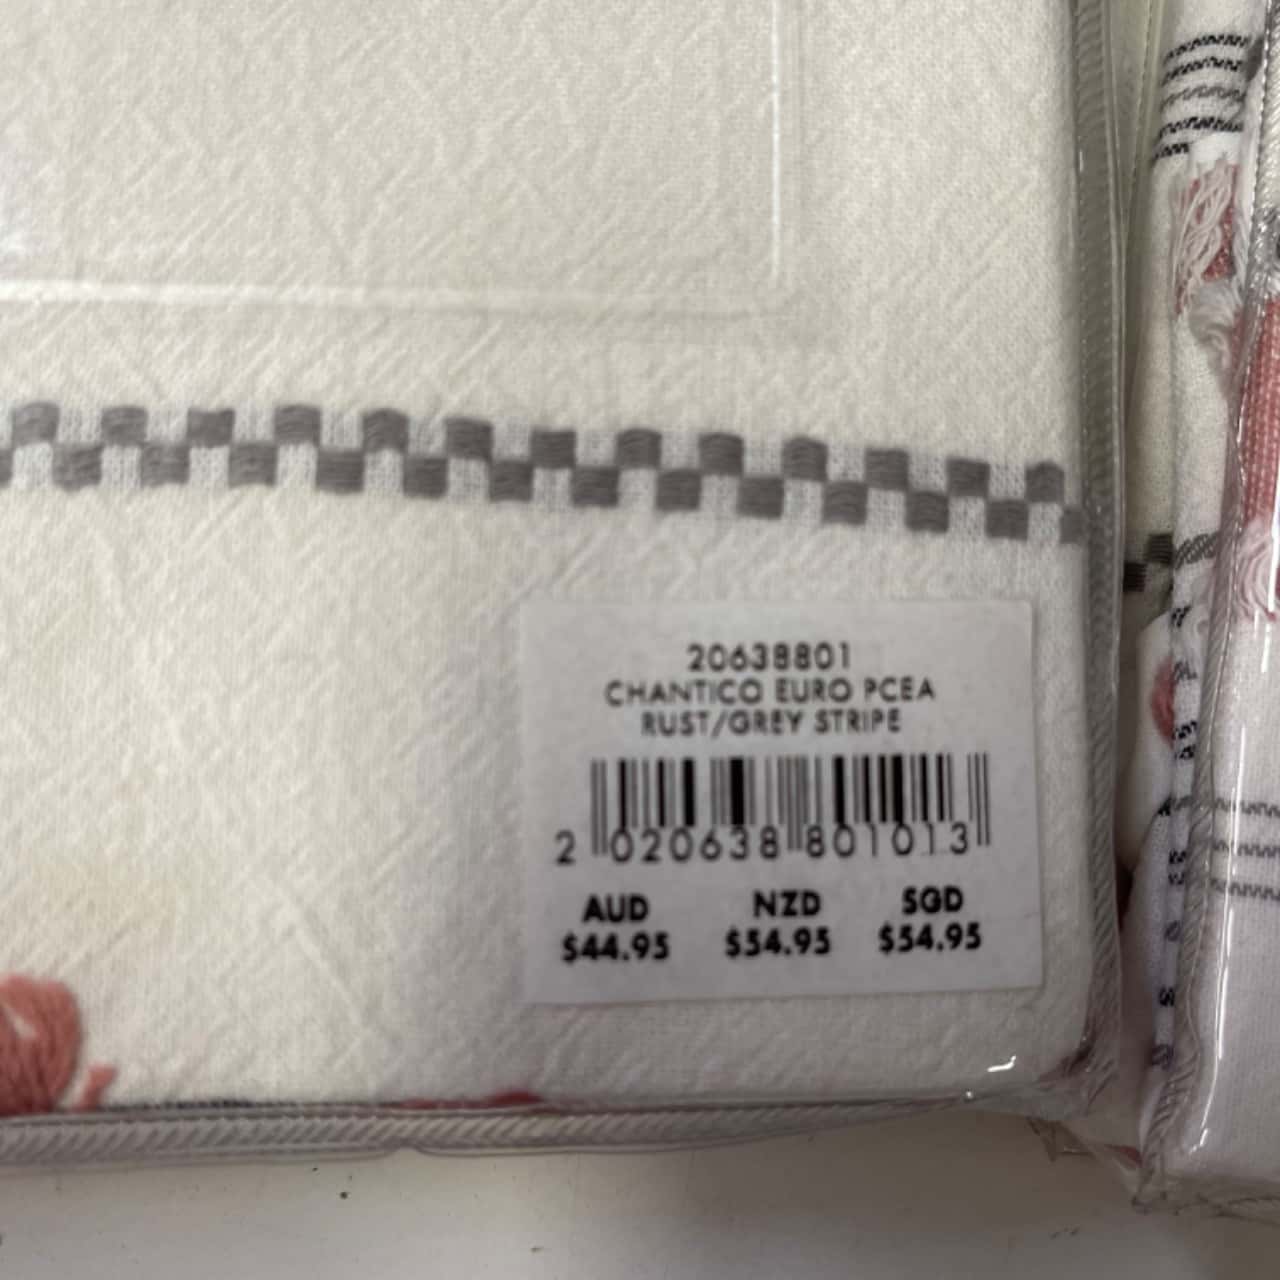 20638801
CHANTICO EURO PCEA
RUST/GREY STRIPE
2 020638 801013
AUD NZD SGD
$44.95 $54.95 $54.95